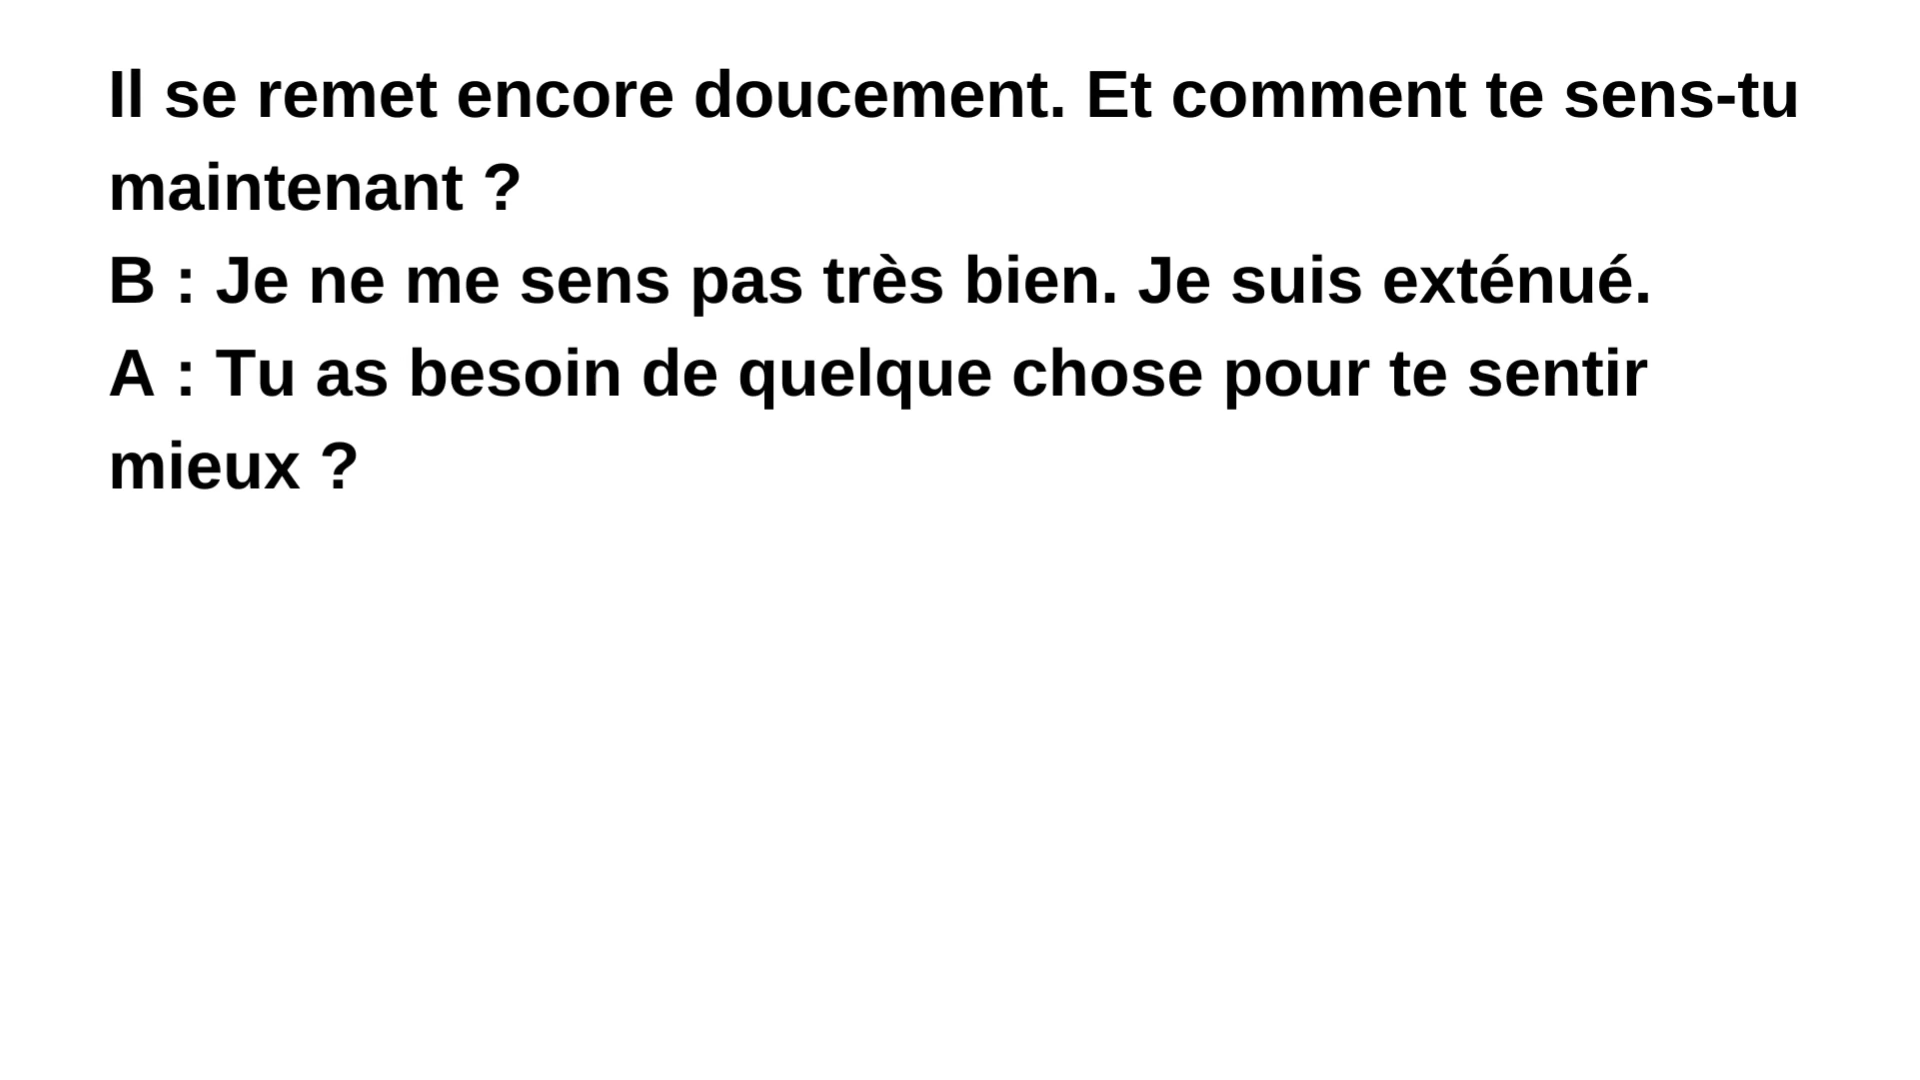 Il se remet encore doucement. Et comment te sens-tu
maintenant ?
B : Je ne me sens pas très bien. Je suis exténué.
A : Tu as besoin de quelque chose pour te sentir
mieux ?